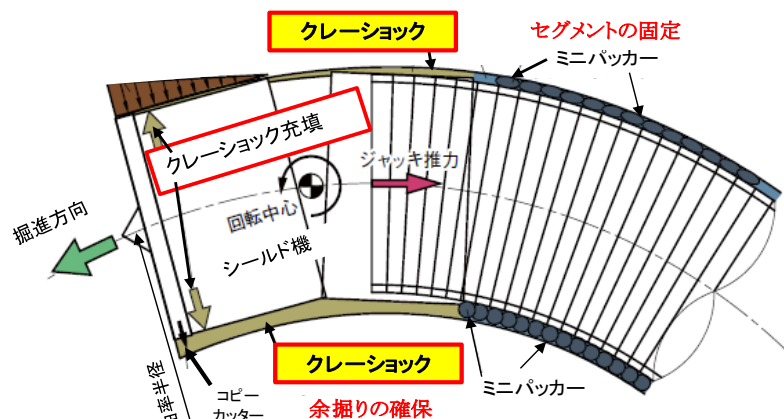 クレーショック
セグメントの固定
ミニパッカー
クレーショック充填
ジャッキ推力
回転中心
掘進方向
シールド機
クレーショック
ミニパッカー
コピー
カッター
余掘りの確保
率半径